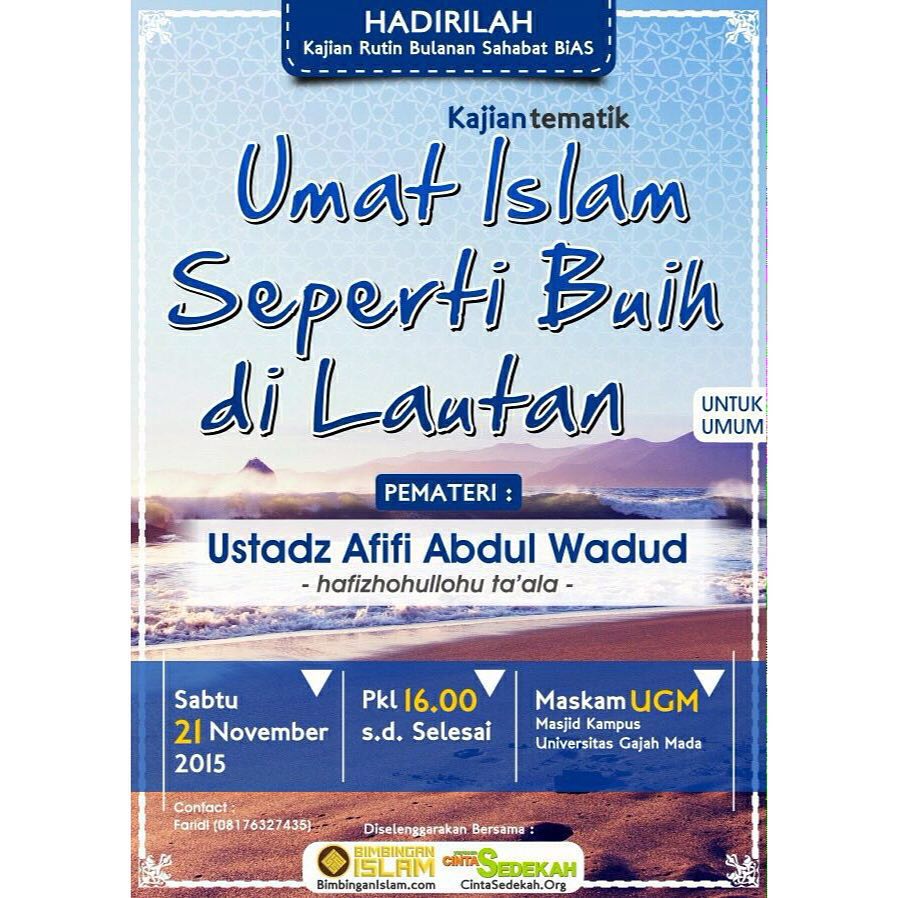 HADIRILAH
Kajian Rutin Bulanan Sahabat BiAS
Kajian tematik
Umat Islam
Seperti Buih
di Lautan
UNTUK
UMUM
PEMATERI :
Ustadz Afifi Abdul Wadud
- hafizhohullohu ta'ala -
Sabtu
21 November
2015
Pkl 16.00
s.d. Selesai
Maskam UGM
Masjid Kampus
Universitas Gajah Mada
Contact :
Faridl (08176327435)
Diselenggarakan Bersama :
BIMBINGAN
ISLAM
BimbinganIslam.com
CINTA SEDEKAH
CintaSedekah.Org